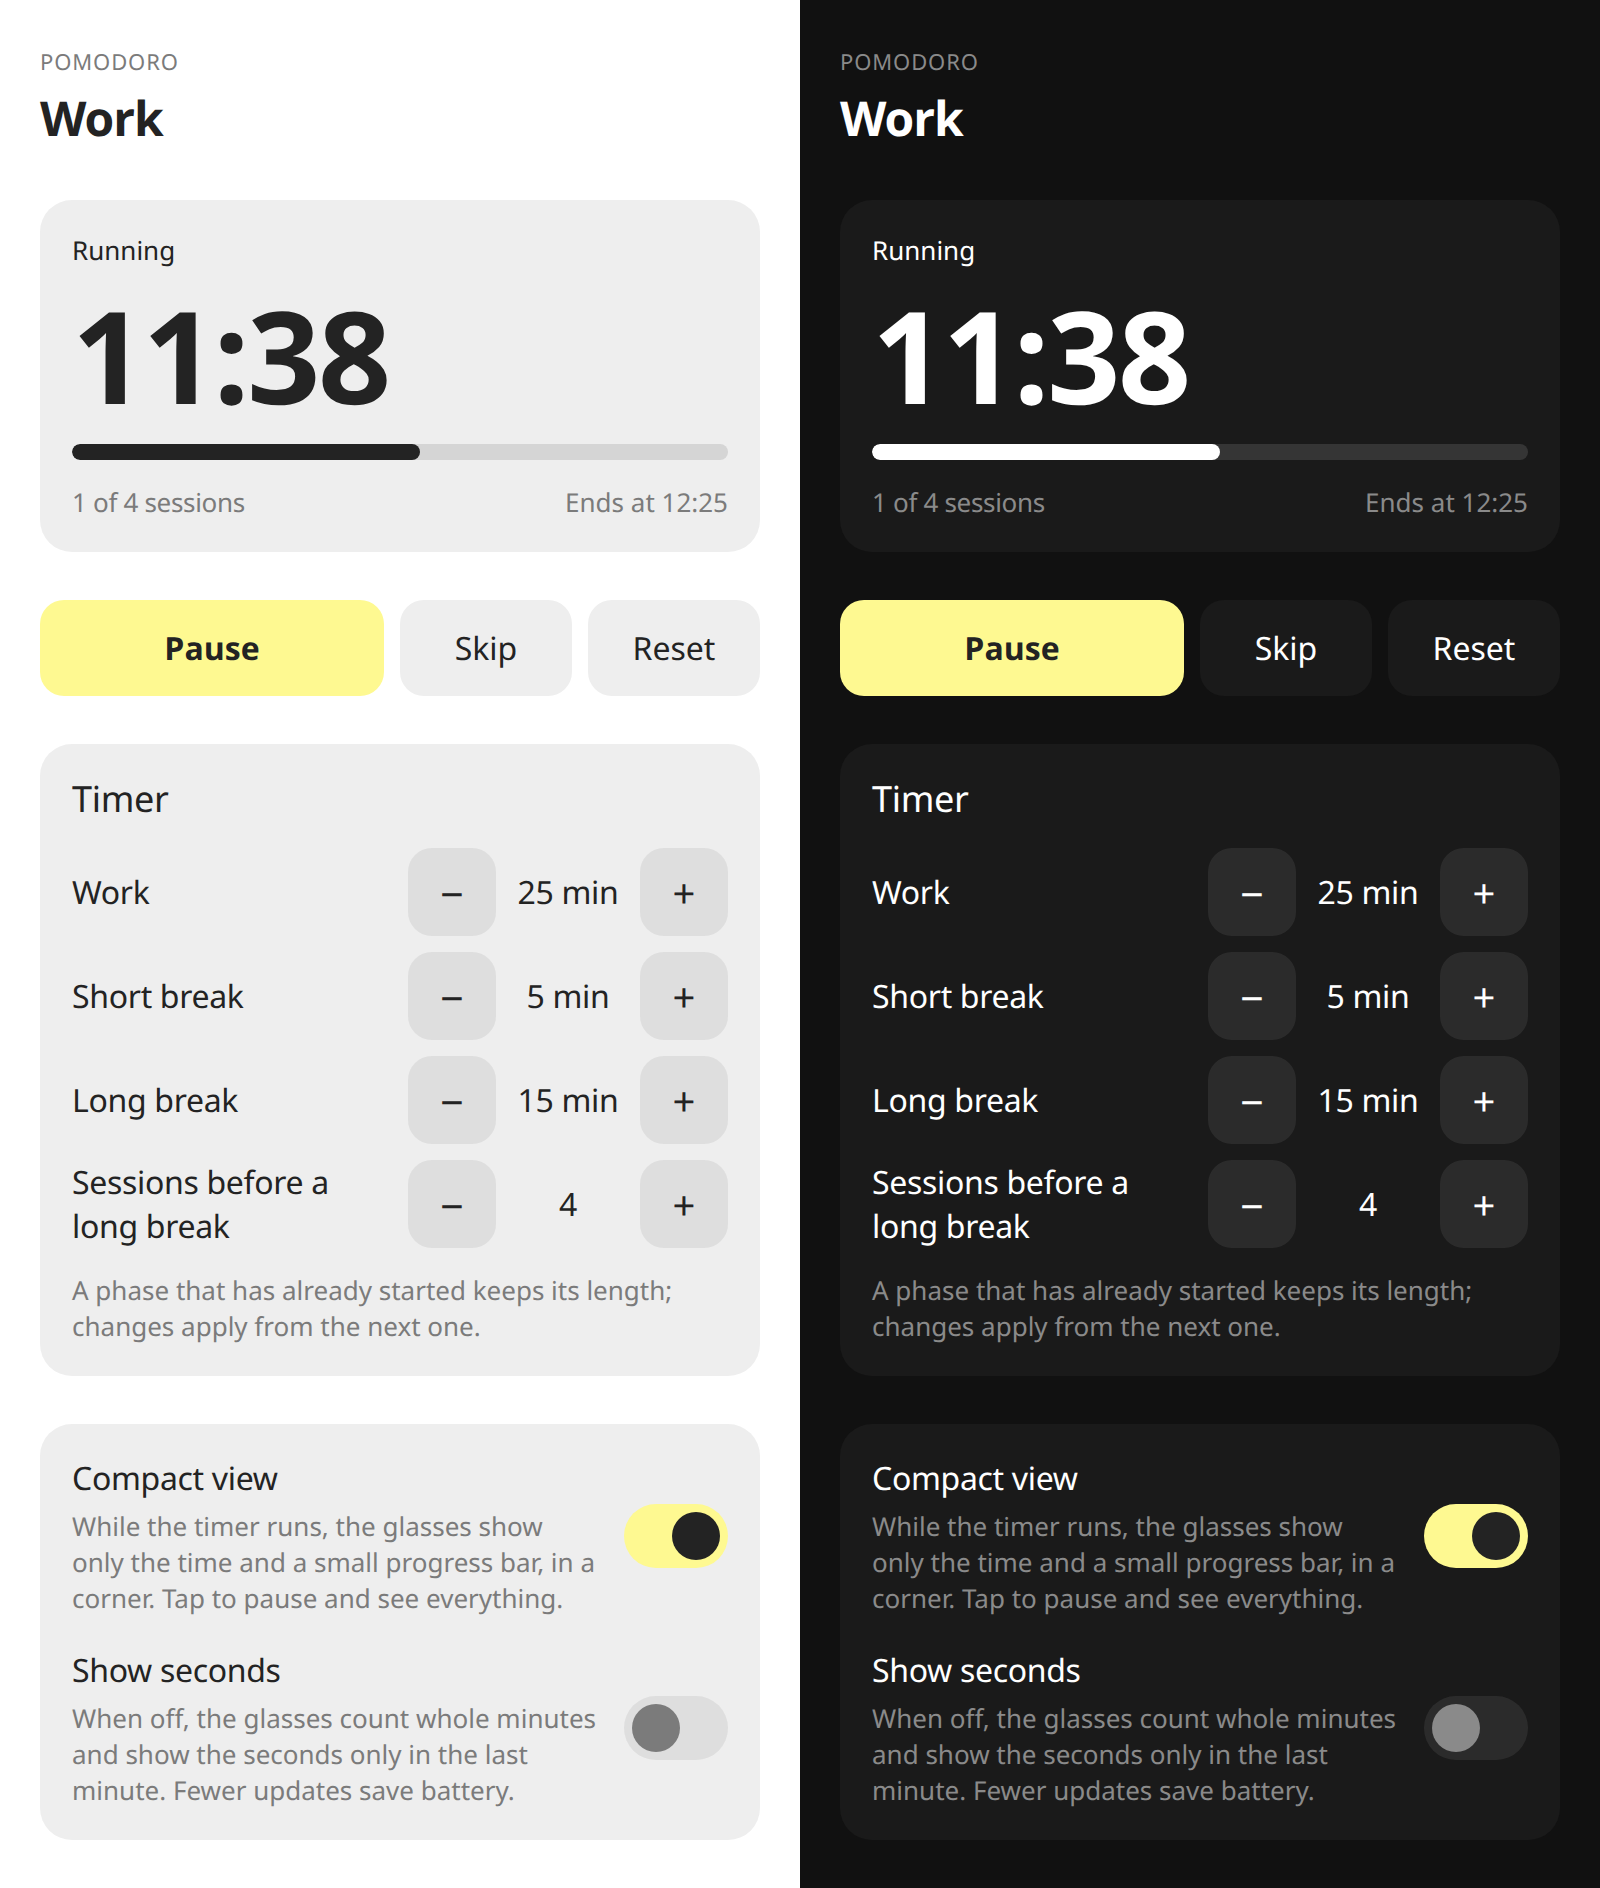 POMODORO
Work
Running
11:38
1 of 4 sessions Ends at 12:25
Pause Skip Reset
Timer
Work − 25 min +
Short break − 5 min +
Long break − 15 min +
Sessions before a
long break − 4 +
A phase that has already started keeps its length;
changes apply from the next one.
Compact view
While the timer runs, the glasses show
only the time and a small progress bar, in a
corner. Tap to pause and see everything.
Show seconds
When off, the glasses count whole minutes
and show the seconds only in the last
minute. Fewer updates save battery.
POMODORO
Work
Running
11:38
1 of 4 sessions Ends at 12:25
Pause Skip Reset
Timer
Work − 25 min +
Short break − 5 min +
Long break − 15 min +
Sessions before a
long break − 4 +
A phase that has already started keeps its length;
changes apply from the next one.
Compact view
While the timer runs, the glasses show
only the time and a small progress bar, in a
corner. Tap to pause and see everything.
Show seconds
When off, the glasses count whole minutes
and show the seconds only in the last
minute. Fewer updates save battery.